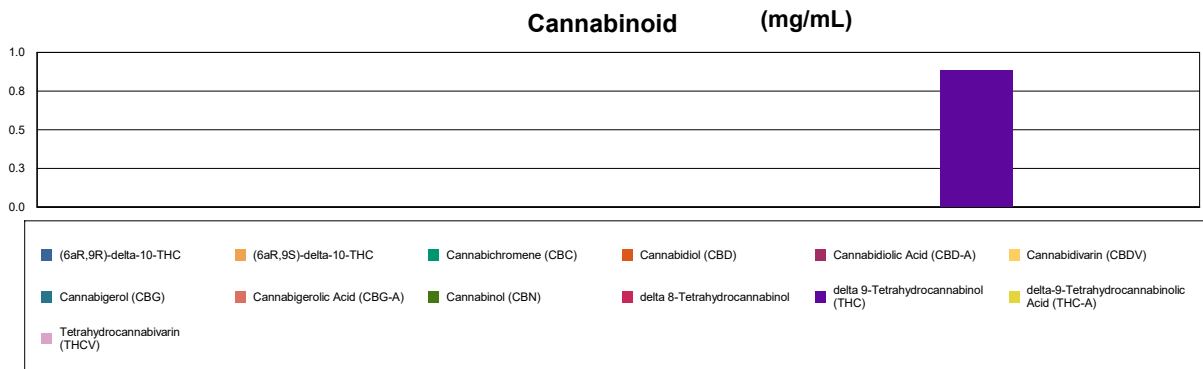 Cannabinoid (mg/mL)
1.0
0.8
0.5
0.3
0.0
(6aR,9R)-delta-10-THC
(6aR,9S)-delta-10-THC
Cannabichromene (CBC)
Cannabidiol (CBD)
Cannabidiolic Acid (CBD-A)
Cannabidivarin (CBDV)
Cannabigerol (CBG)
Cannabigerolic Acid (CBG-A)
Cannabinol (CBN)
delta 8-Tetrahydrocannabinol
delta 9-Tetrahydrocannabinol
(THC)
delta-9-Tetrahydrocannabinolic
Acid (THC-A)
Tetrahydrocannabivarin
(THCV)